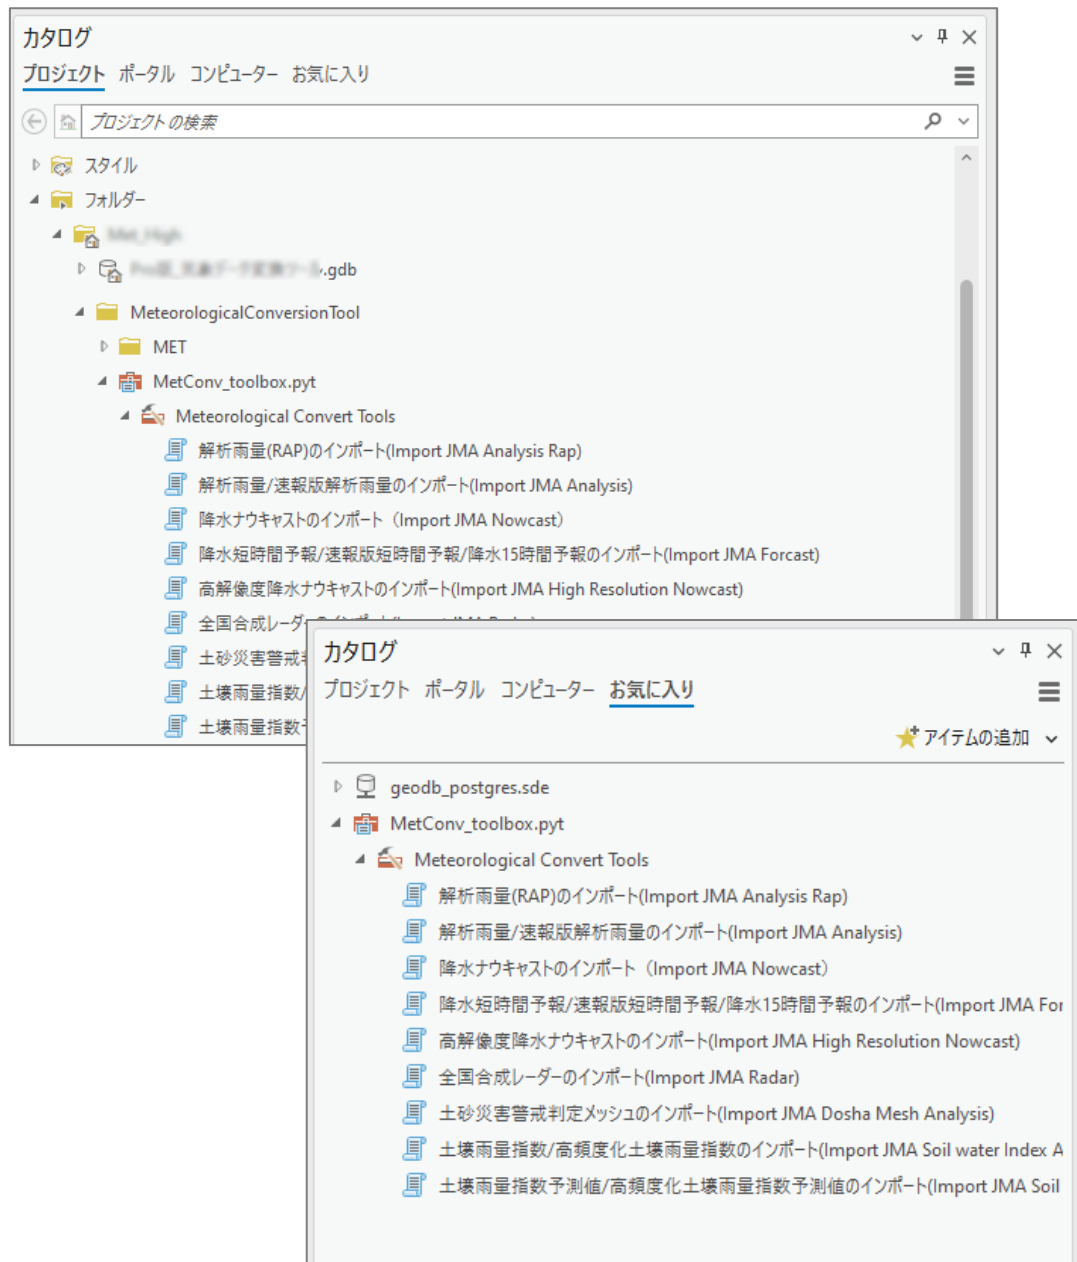 カタログ
プロジェクト ポータル コンピューター お気に入り
プロジェクトの検索
スタイル
フォルダー
.gdb
MeteorologicalConversionTool
MET
MetConv_toolbox.pyt
Meteorological Convert Tools
解析雨量(RAP)のインポート(Import JMA Analysis Rap)
解析雨量/速報版解析雨量のインポート(Import JMA Analysis)
降水ナウキャストのインポート（Import JMA Nowcast）
降水短時間予報/速報版短時間予報/降水15時間予報のインポート(Import JMA Forcast)
高解像度降水ナウキャストのインポート(Import JMA High Resolution Nowcast)
全国合成レーダー
土砂災害警戒
土壌雨量指数/
土壌雨量指数
カタログ
プロジェクト ポータル コンピューター お気に入り
アイテムの追加
geodb_postgres.sde
MetConv_toolbox.pyt
Meteorological Convert Tools
解析雨量(RAP)のインポート(Import JMA Analysis Rap)
解析雨量/速報版解析雨量のインポート(Import JMA Analysis)
降水ナウキャストのインポート（Import JMA Nowcast）
降水短時間予報/速報版短時間予報/降水15時間予報のインポート(Import JMA For
高解像度降水ナウキャストのインポート(Import JMA High Resolution Nowcast)
全国合成レーダーのインポート(Import JMA Radar)
土砂災害警戒判定メッシュのインポート(Import JMA Dosha Mesh Analysis)
土壌雨量指数/高頻度化土壌雨量指数のインポート(Import JMA Soil water Index A
土壌雨量指数予測値/高頻度化土壌雨量指数予測値のインポート(Import JMA Soil